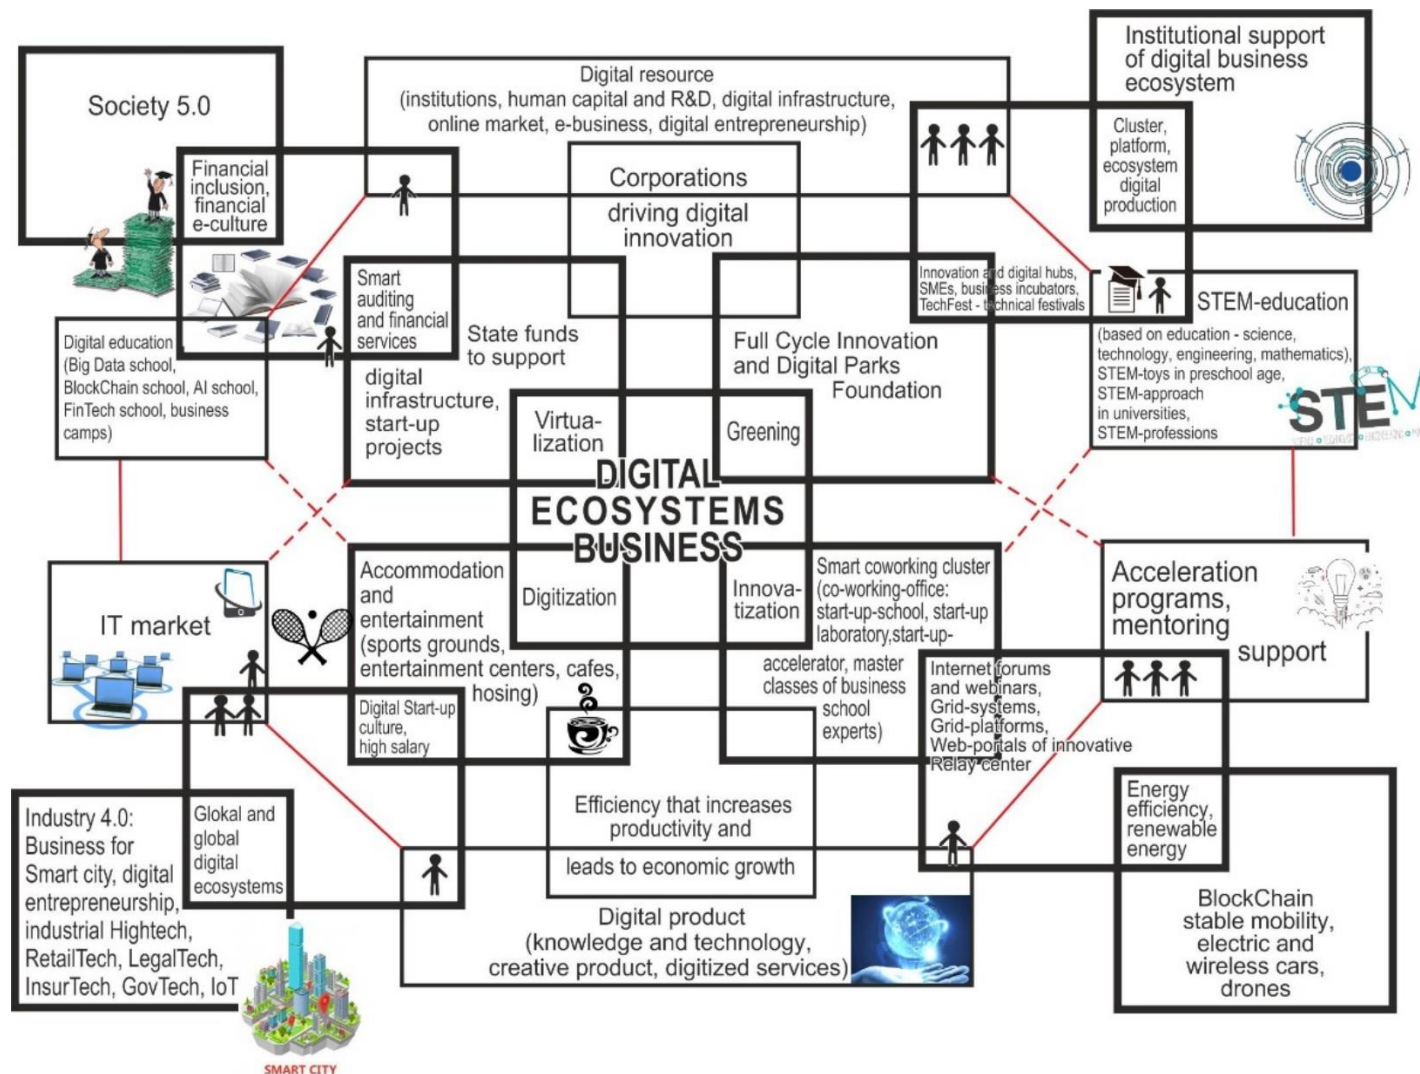 Society 5.0
Financial
inclusion,
financial
e-culture
Digital resource
(institutions, human capital and R&D, digital infrastructure,
online market, e-business, digital entrepreneurship)
Corporations
driving digital
innovation
Institutional support
of digital business
ecosystem
Cluster,
platform,
ecosystem
digital
production
Innovation and digital hubs,
SMEs, business incubators,
TechFest - technical festivals
Smart
auditing
and financial
services
State funds
to support
digital
infrastructure,
start-up
projects
Full Cycle Innovation
and Digital Parks
Foundation
STEM-education
(based on education - science,
technology, engineering, mathematics),
STEM-toys in preschool age,
STEM-approach
in universities,
STEM-professions
STEM
Digital education
(Big Data school,
BlockChain school, AI school,
FinTech school, business
camps)
Virtua-
lization
Greening
DIGITAL
ECOSYSTEMS
BUSINESS
Digitization
Innova-
tization
IT market
Accommodation
and
entertainment
(sports grounds,
entertainment centers, cafes,
hosing)
Digital Start-up
culture,
high salary
Smart coworking cluster
(co-working-office:
start-up-school, start-up
laboratory,start-up-
accelerator, master
classes of business
school
experts)
Internet forums
and webinars,
Grid-systems,
Grid-platforms,
Web-portals of innovative
Relay center
Acceleration
programs,
mentoring
support
Efficiency that increases
productivity and
leads to economic growth
Energy
efficiency,
renewable
energy
Industry 4.0:
Business for
Smart city, digital
entrepreneurship,
industrial Hightech,
RetailTech, LegalTech,
InsurTech, GovTech, IoT
Glokal and
global
digital
ecosystems
Digital product
(knowledge and technology,
creative product, digitized services)
BlockChain
stable mobility,
electric and
wireless cars,
drones
SMART CITY